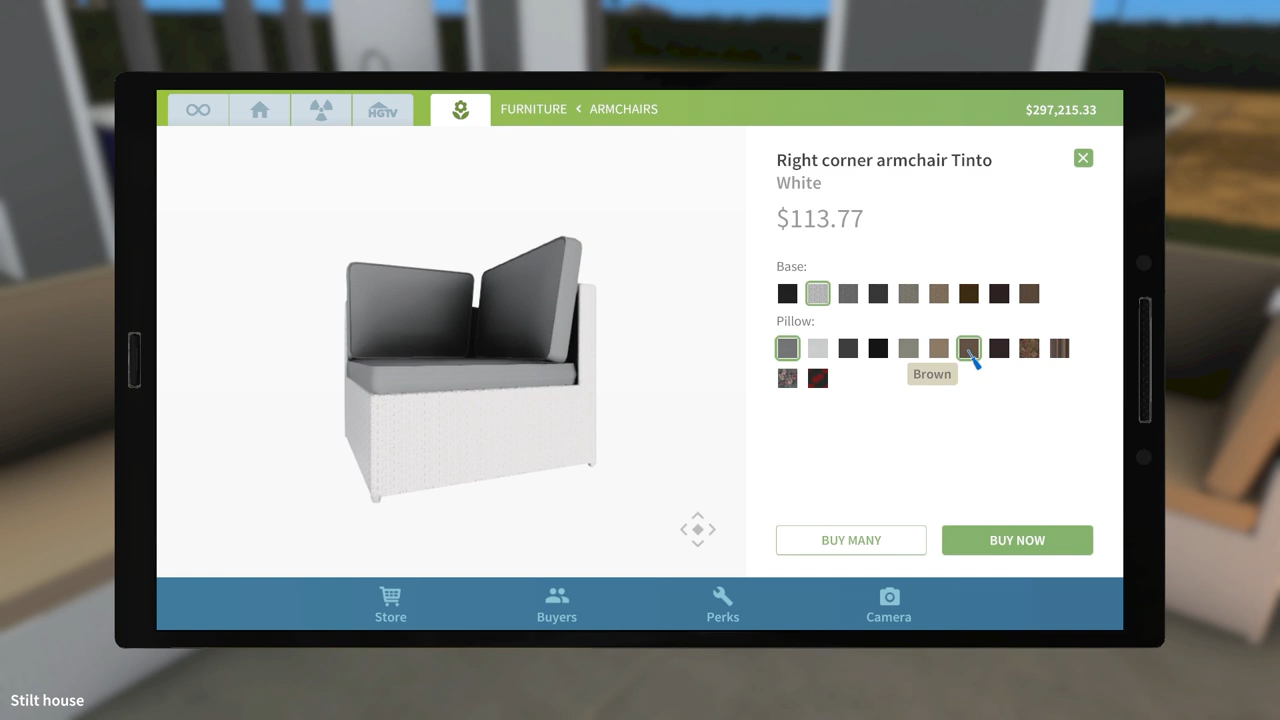 HGTV
FURNITURE < ARMCHAIRS
$297,215.33
Right corner armchair Tinto
White
$113.77
Base:
Pillow:
Brown
BUY MANY
BUY NOW
Store
Buyers
Perks
Camera
Stilt house